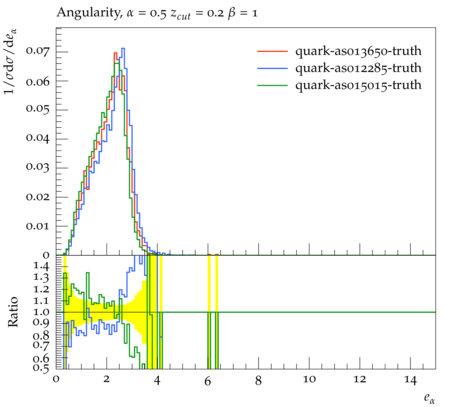 Angularity, α = 0.5 z_cut = 0.2 β = 1
1/σdσ/de_α
0.07
0.06
0.05
0.04
0.03
0.02
0.01
0
quark-as013650-truth
quark-as012285-truth
quark-as015015-truth
Ratio
1.4
1.3
1.2
1.1
1.0
0.9
0.8
0.7
0.6
0.5
0 2 4 6 8 10 12 14
e_α